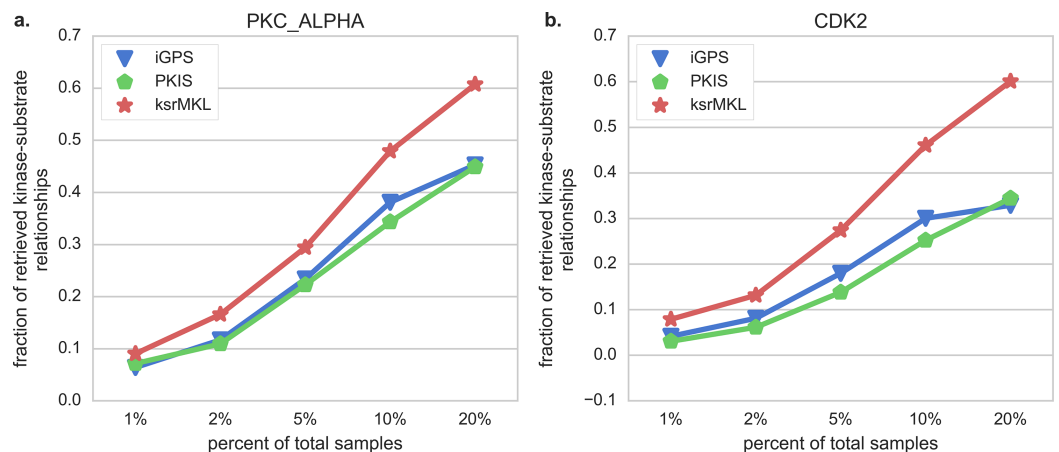 a.
PKC_ALPHA
iGPS
PKIS
ksrMKL
fraction of retrieved kinase-substrate
relationships
0.7
0.6
0.5
0.4
0.3
0.2
0.1
0.0
1% 2% 5% 10% 20%
percent of total samples
b.
CDK2
iGPS
PKIS
ksrMKL
fraction of retrieved kinase-substrate
relationships
0.7
0.6
0.5
0.4
0.3
0.2
0.1
0.0
−0.1
1% 2% 5% 10% 20%
percent of total samples